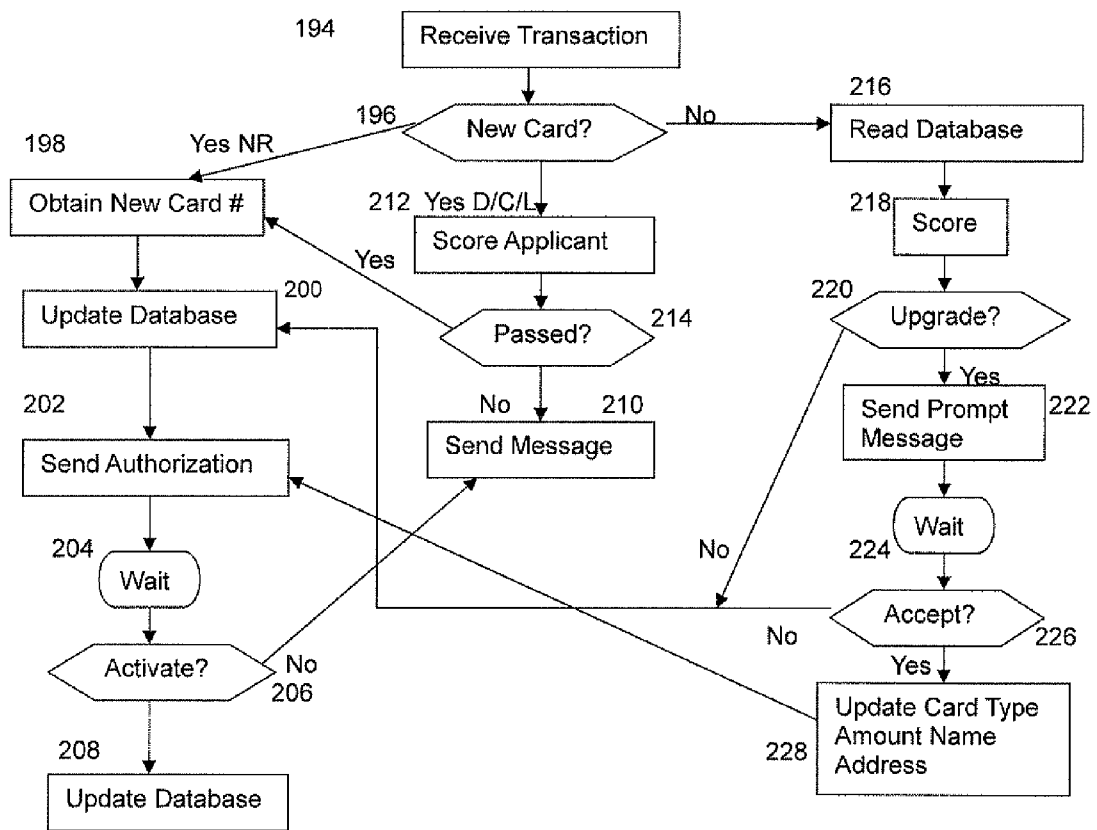 194
Receive Transaction
216
196
New Card?
No
Read Database
198
Yes NR
Obtain New Card #
212
Yes D/C/L
218
Score Applicant
Score
Yes
200
220
Update Database
Passed?
214
Upgrade?
Yes
202
No
210
Send Prompt
Message
222
Send Authorization
Send Message
204
Wait
Wait
No
224
Activate?
No
206
No
Accept?
226
Yes
208
Update Database
228
Update Card Type
Amount Name
Address